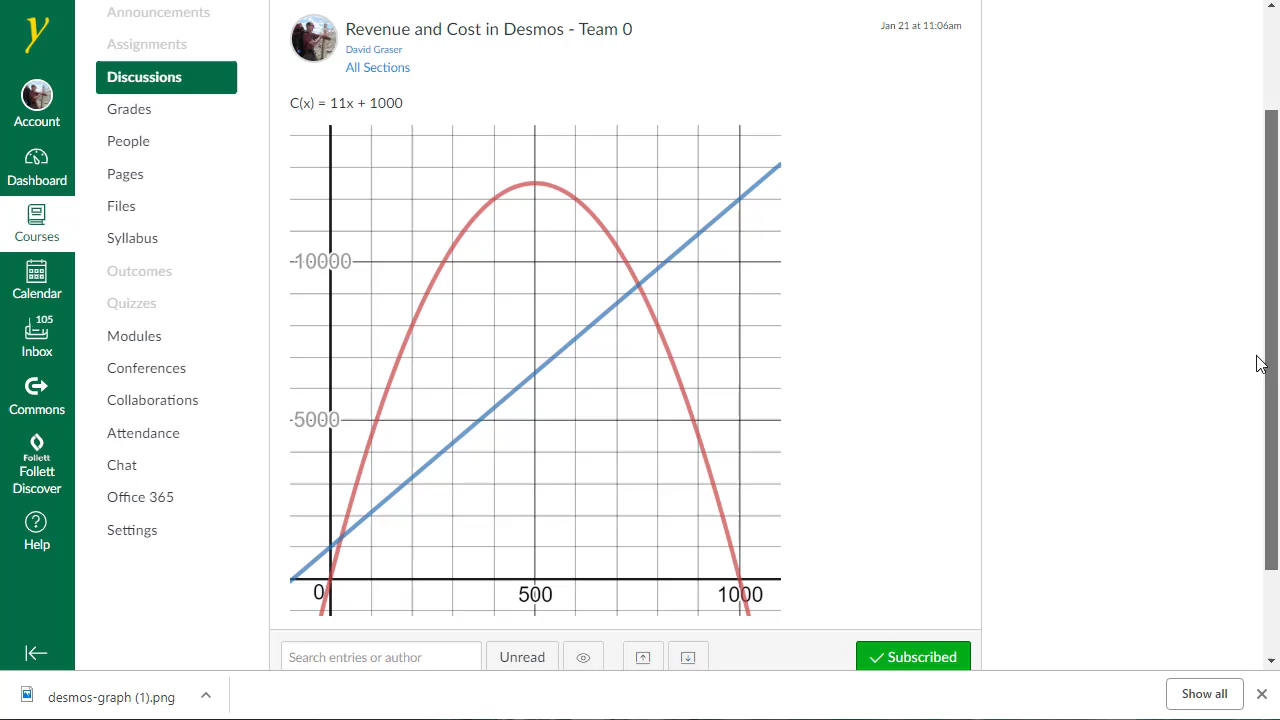 y
Account
Dashboard
Courses
Calendar
105
Inbox
Commons
Follett
Follett
Discover
?
Help
Announcements
Assignments
Discussions
Grades
People
Pages
Files
Syllabus
Outcomes
Quizzes
Modules
Conferences
Collaborations
Attendance
Chat
Office 365
Settings
Revenue and Cost in Desmos - Team 0
Jan 21 at 11:06am
David Graser
All Sections
C(x) = 11x + 1000
10000
5000
0
500
1000
Search entries or author
Unread
Subscribed
desmos-graph (1).png
Show all